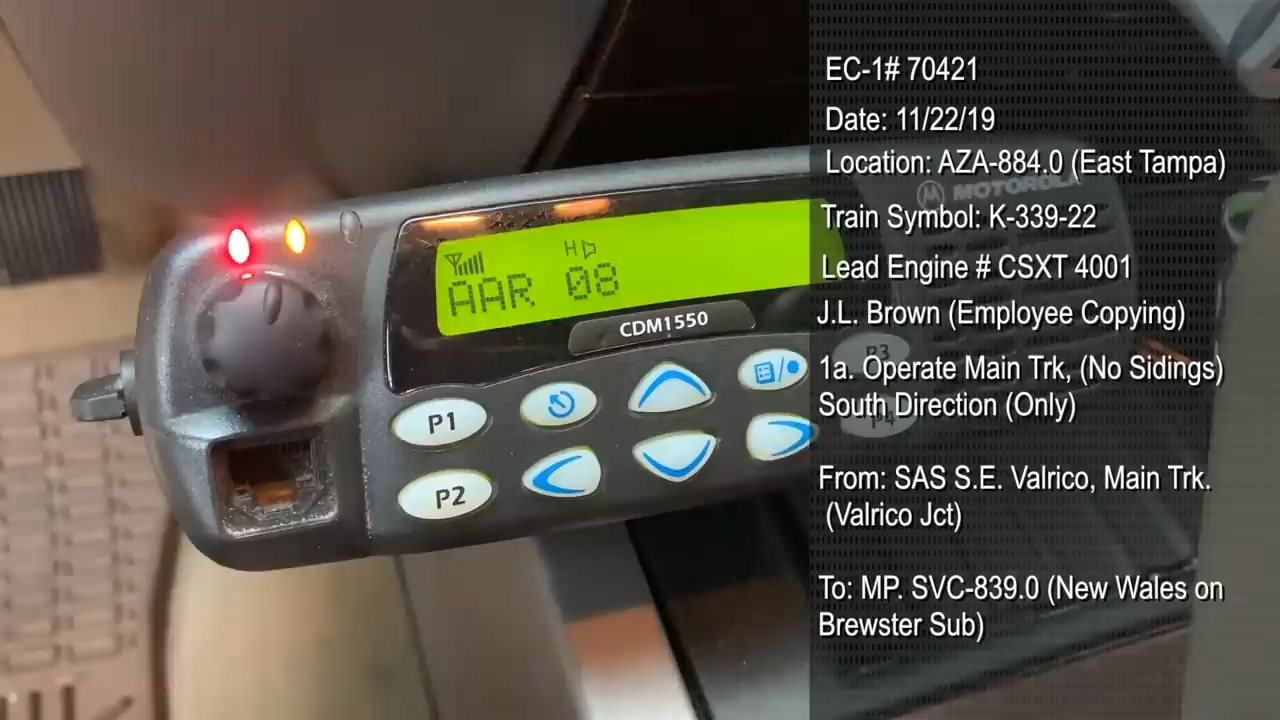 EC-1# 70421
Date: 11/22/19
Location: AZA-884.0 (East Tampa)
MOTOROLA
Train Symbol: K-339-22
Lead Engine # CSXT 4001
J.L. Brown (Employee Copying)
1a. Operate Main Trk, (No Sidings)
South Direction (Only)
From: SAS S.E. Valrico, Main Trk.
(Valrico Jct)
To: MP. SVC-839.0 (New Wales on
Brewster Sub)
H
AAR 08
CDM1550
P1
P2
P3
P4